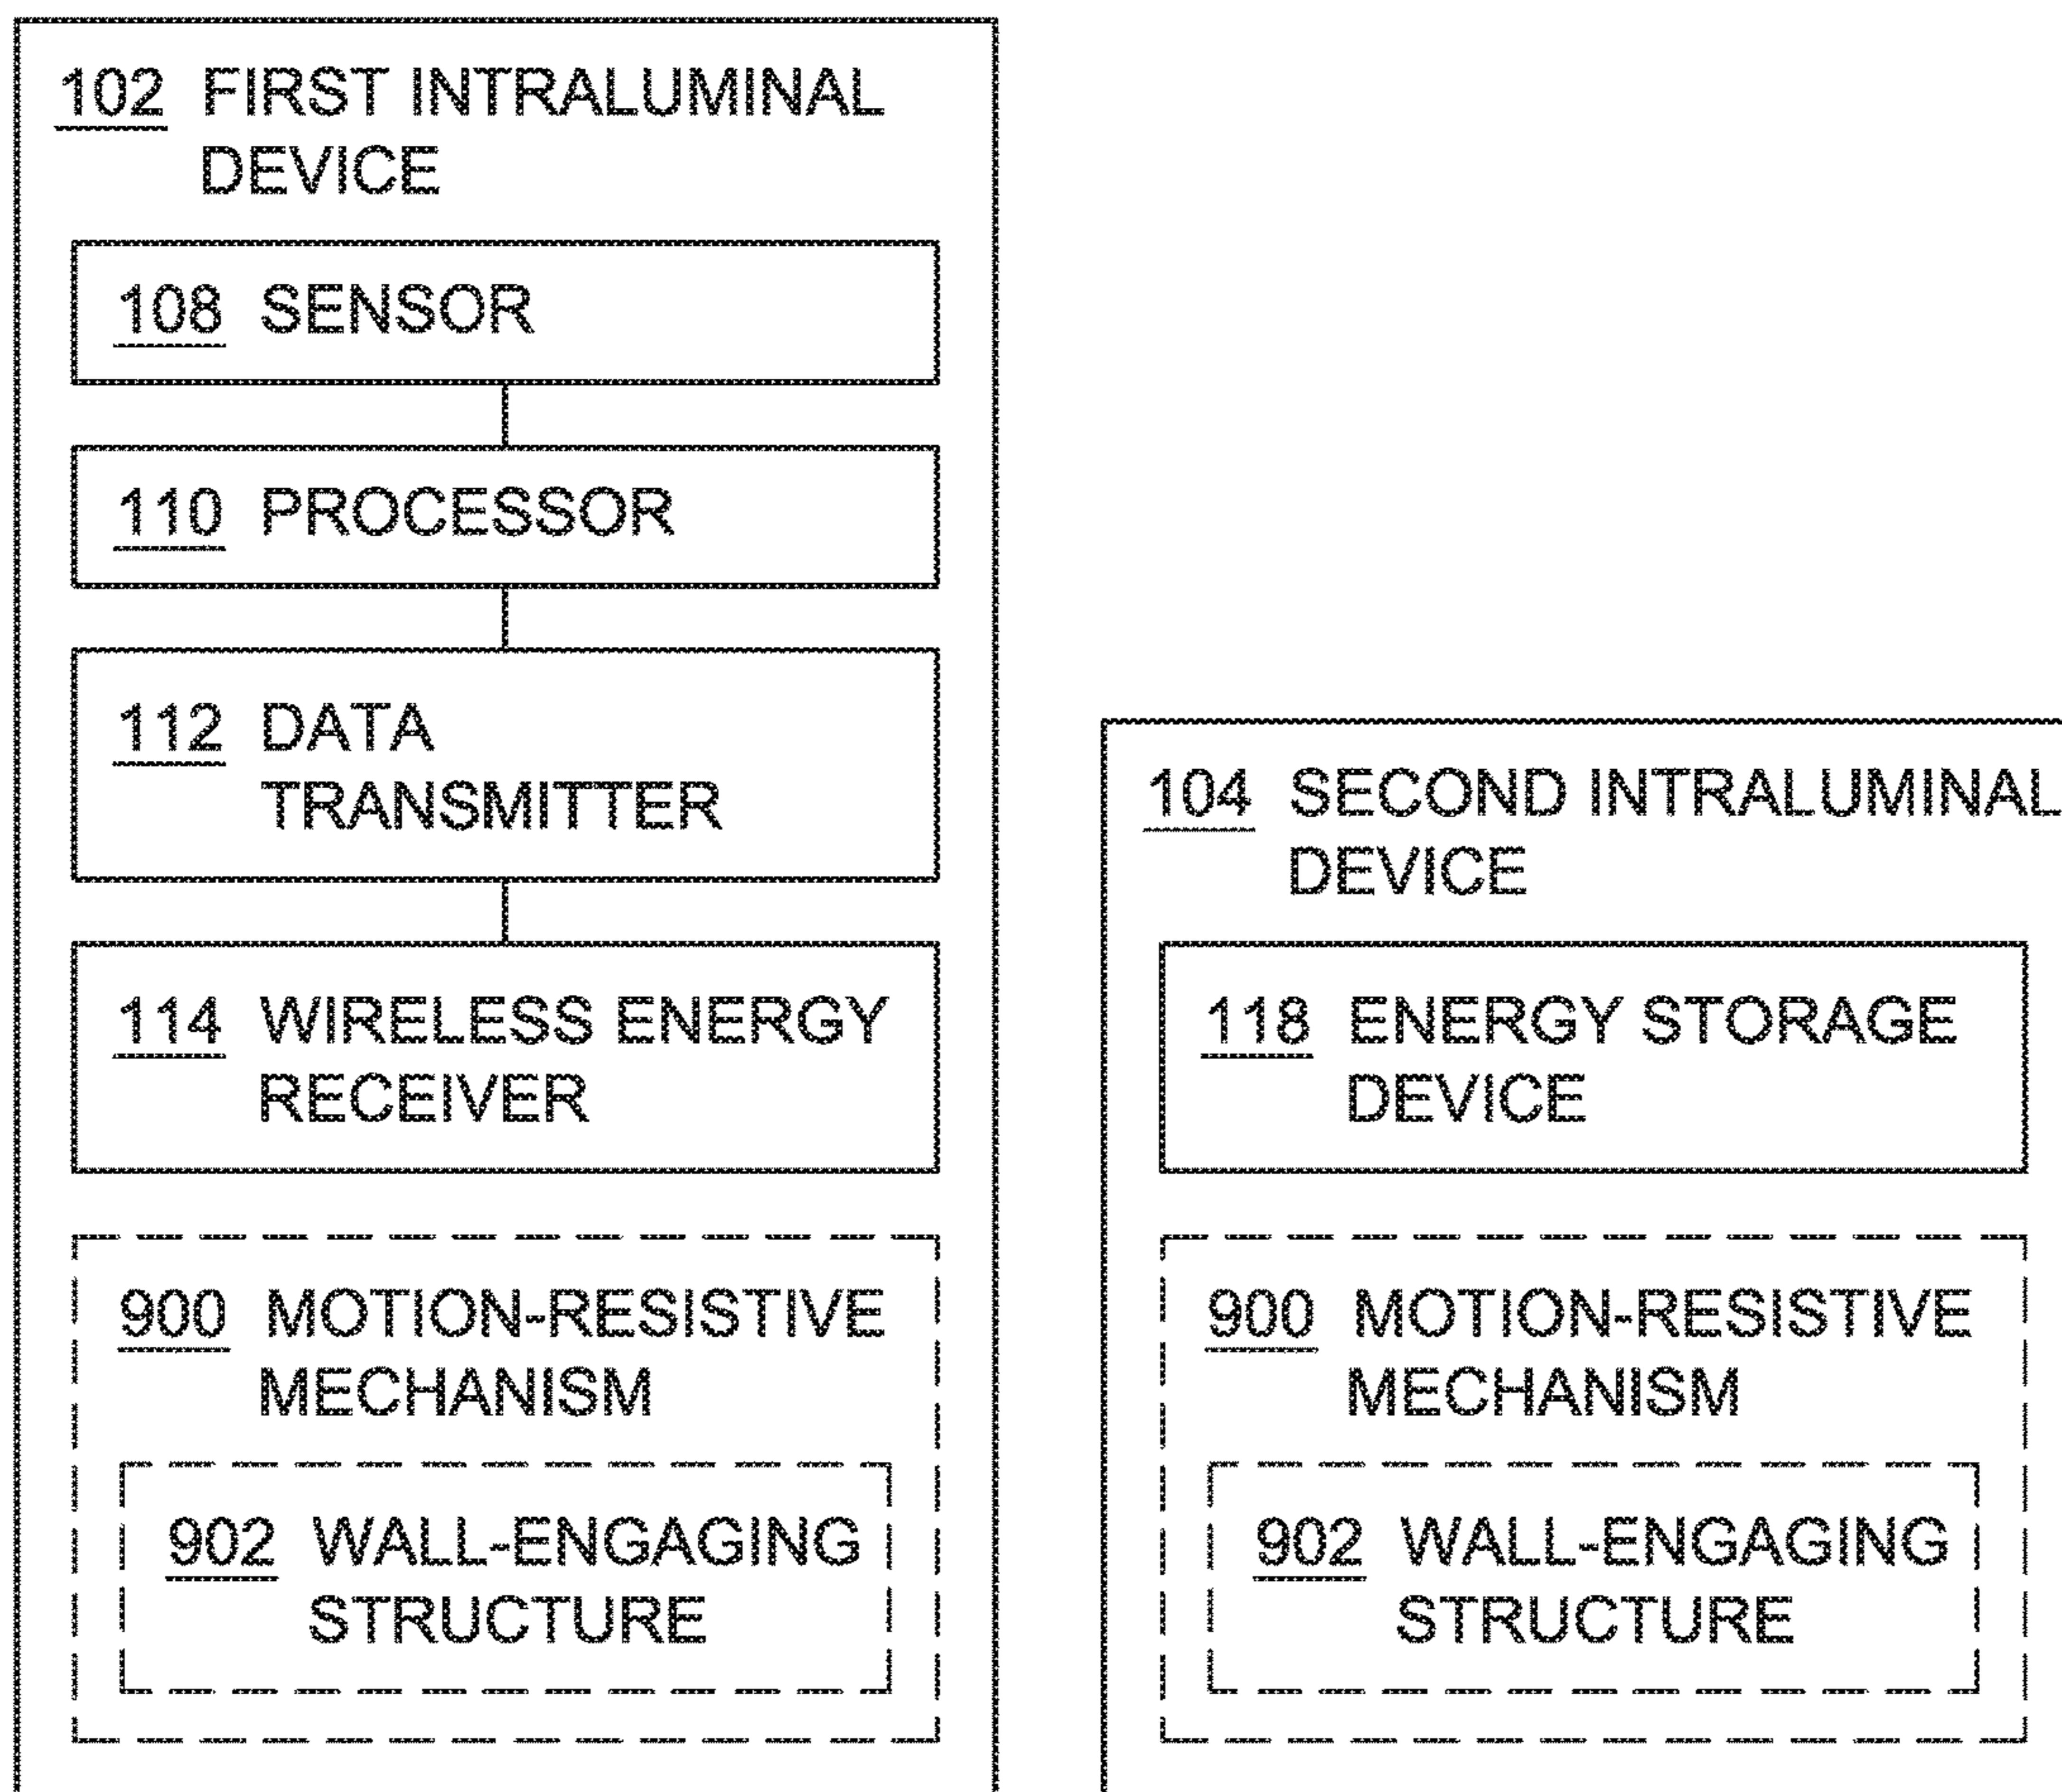 102 FIRST INTRALUMINAL
DEVICE
108 SENSOR
110 PROCESSOR
112 DATA
TRANSMITTER
114 WIRELESS ENERGY
RECEIVER
900 MOTION-RESISTIVE
MECHANISM
902 WALL-ENGAGING
STRUCTURE
104 SECOND INTRALUMINAL
DEVICE
118 ENERGY STORAGE
DEVICE
900 MOTION-RESISTIVE
MECHANISM
902 WALL-ENGAGING
STRUCTURE